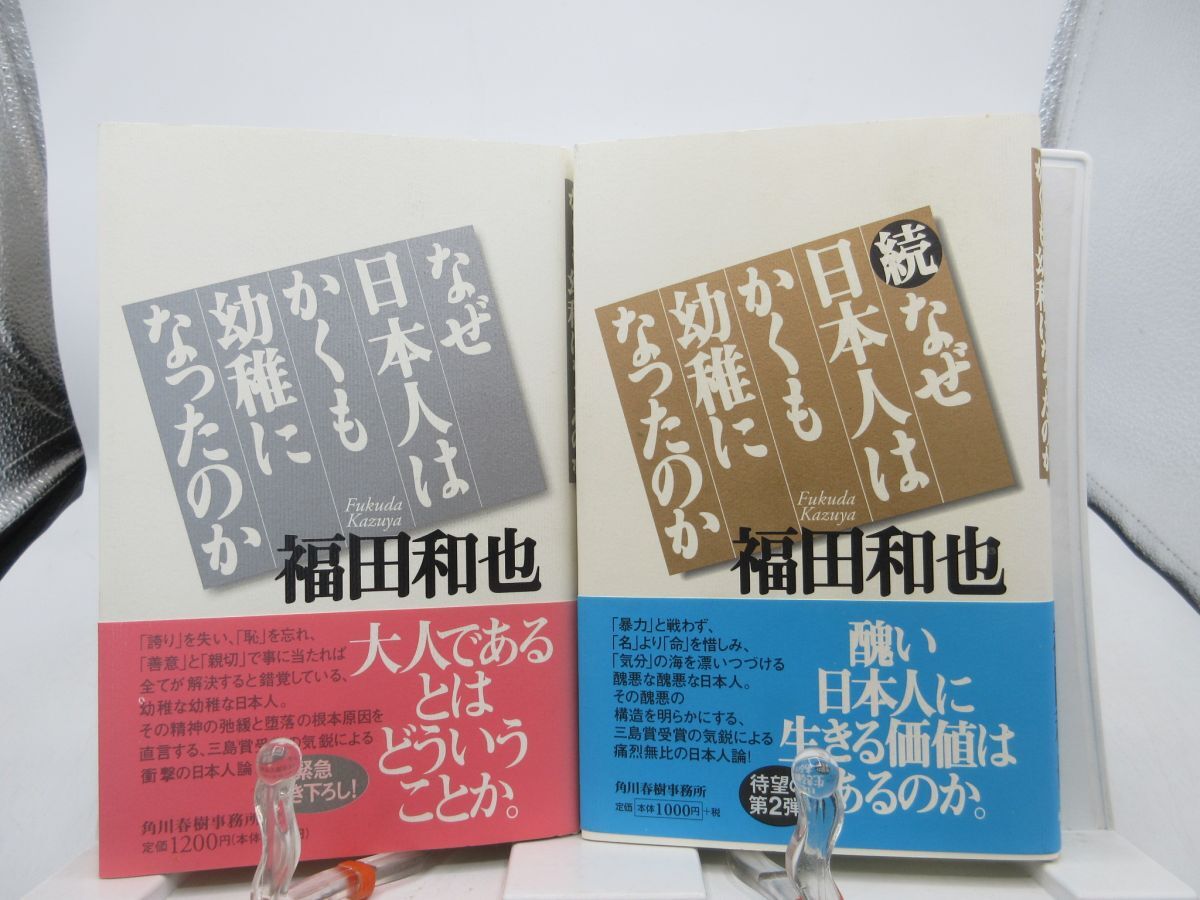 なぜ
日本人は
かくも
幼稚に
なったのか
Fukuda
Kazuya
福田和也
「誇り」を失い、「恥」を忘れ、
「善意」と「親切」で事に当たれば
全てが解決すると錯覚している、
幼稚な幼稚な日本人。
その精神の弛緩と堕落の根本原因を
直言する、三島賞受賞の気鋭による
衝撃の日本人論
緊急
き下ろし!
大人である
とは
どういう
ことか。
角川春樹事務所
定価1200円(本体
続
なぜ
日本人は
かくも
幼稚に
なったのか
Fukuda
Kazuya
福田和也
「暴力」と戦わず、
「名」より「命」を惜しみ、
「気分」の海を漂いつづける
醜悪な醜悪な日本人。
その醜悪の
構造を明らかにする、
三島賞受賞の気鋭による
痛烈無比の日本人論!
醜い
日本人に
生きる価値は
あるのか。
待望の
第2弾
角川春樹事務所
定価 本体1000円+税